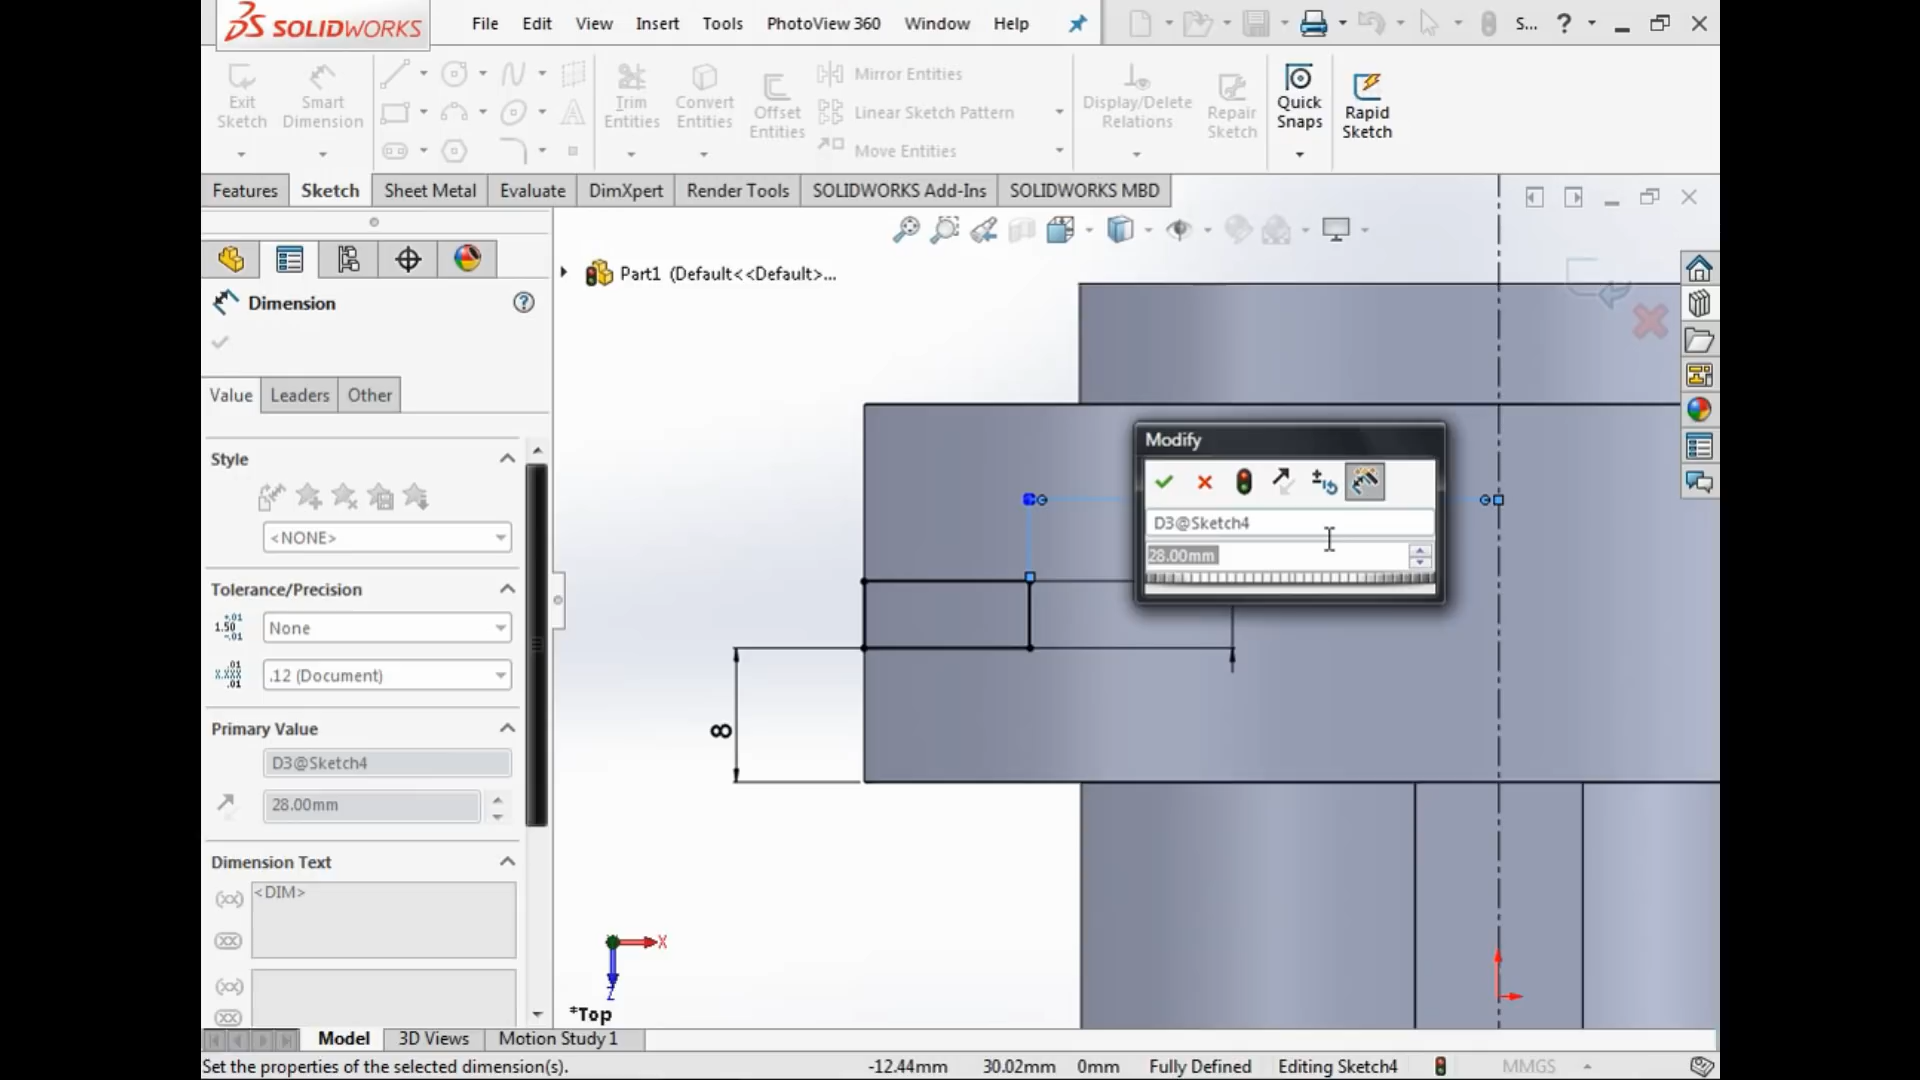 SOLIDWORKS
File Edit View Insert Tools PhotoView 360 Window Help S... ?
Exit Sketch
Smart Dimension
Trim Entities
Convert Entities
Offset Entities
Mirror Entities
Linear Sketch Pattern
Move Entities
Display/Delete Relations
Repair Sketch
Quick Snaps
Rapid Sketch
Features Sketch Sheet Metal Evaluate DimXpert Render Tools SOLIDWORKS Add-Ins SOLIDWORKS MBD
Part1 (Default<<Default>...
Dimension
Value Leaders Other
Style
<NONE>
Tolerance/Precision
None
.12 (Document)
Primary Value
D3@Sketch4
28.00mm
Dimension Text
<DIM>
Modify
D3@Sketch4
28.00mm
8
X
Z
*Top
Model 3D Views Motion Study 1
Set the properties of the selected dimension(s). -12.44mm 30.02mm 0mm Fully Defined Editing Sketch4 MMGS